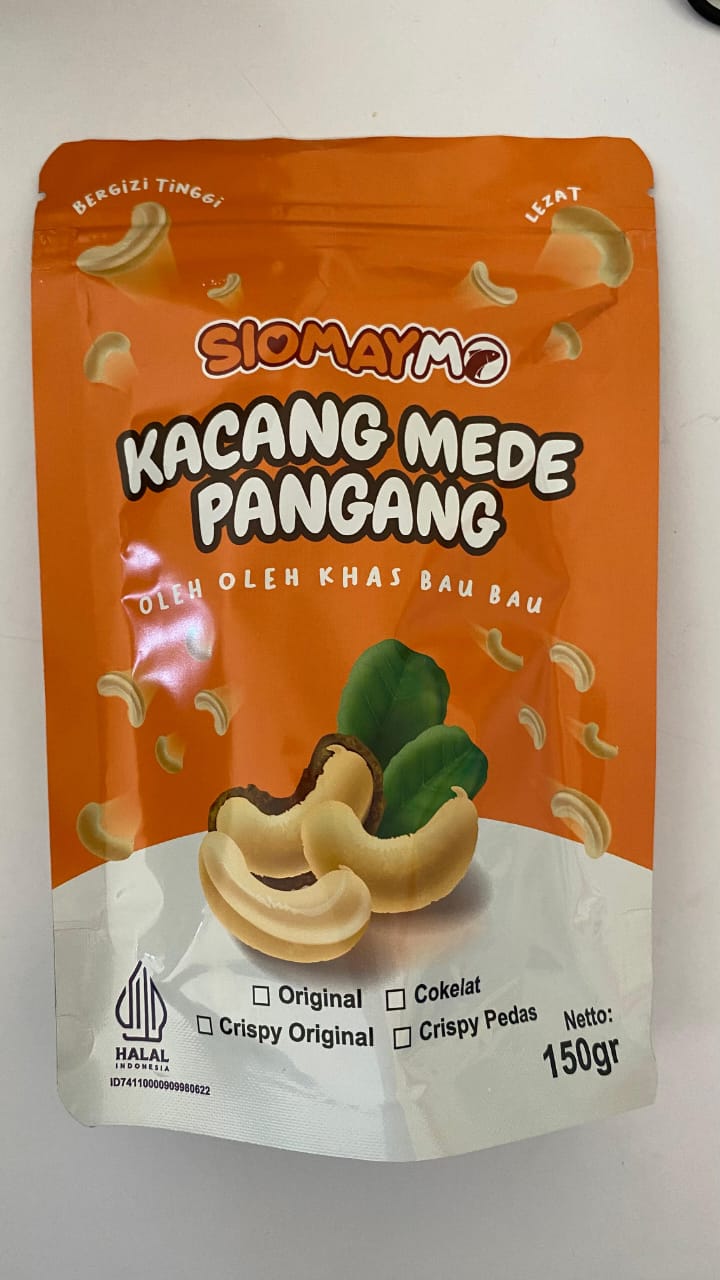 BERGIZI TINGGI
LEZAT
SIOMAYMO
KACANG MEDE
PANGANG
OLEH OLEH KHAS BAU BAU
☐ Original ☐ Cokelat
☐ Crispy Original ☐ Crispy Pedas
Netto:
150gr
HALAL
INDONESIA
ID74110000909980622